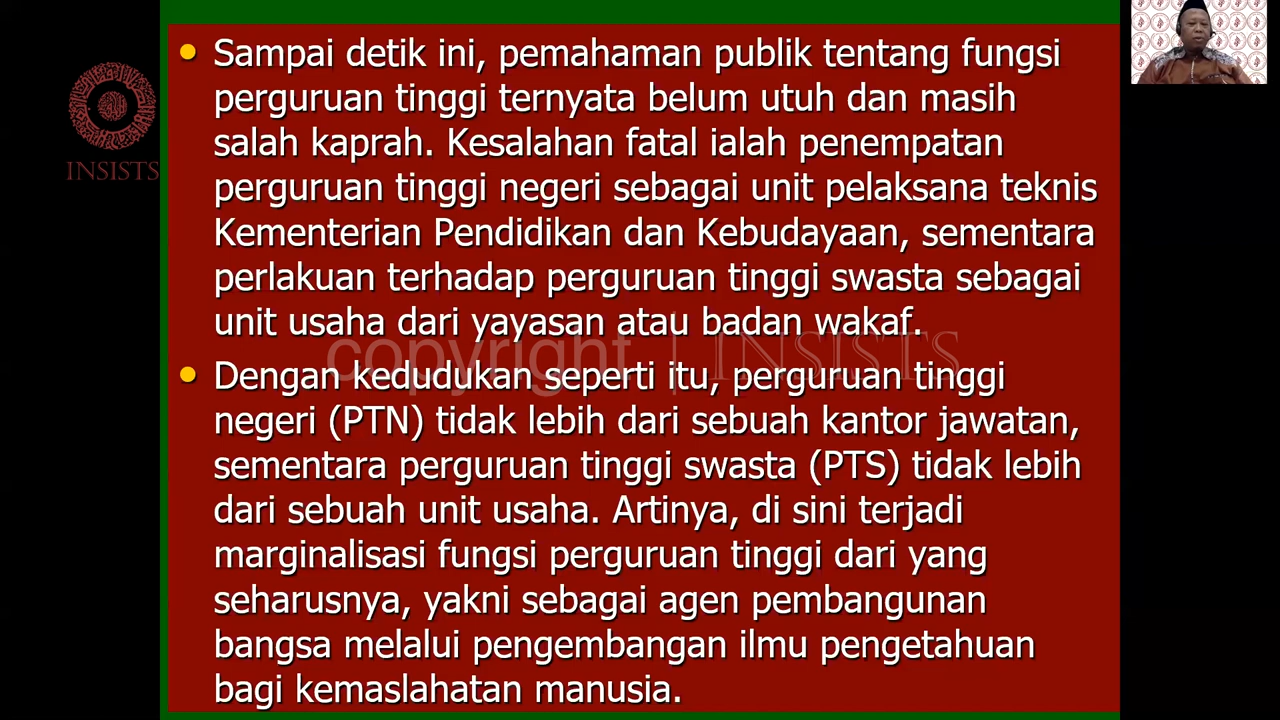 Sampai detik ini, pemahaman publik tentang fungsi
perguruan tinggi ternyata belum utuh dan masih
salah kaprah. Kesalahan fatal ialah penempatan
perguruan tinggi negeri sebagai unit pelaksana teknis
Kementerian Pendidikan dan Kebudayaan, sementara
perlakuan terhadap perguruan tinggi swasta sebagai
unit usaha dari yayasan atau badan wakaf.
Dengan kedudukan seperti itu, perguruan tinggi
negeri (PTN) tidak lebih dari sebuah kantor jawatan,
sementara perguruan tinggi swasta (PTS) tidak lebih
dari sebuah unit usaha. Artinya, di sini terjadi
marginalisasi fungsi perguruan tinggi dari yang
seharusnya, yakni sebagai agen pembangunan
bangsa melalui pengembangan ilmu pengetahuan
bagi kemaslahatan manusia.
INSISTS
copyright | INSISTS